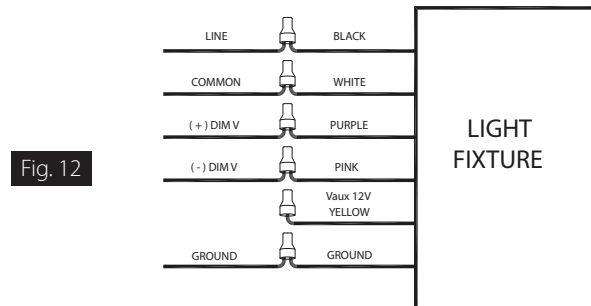 LINE BLACK
COMMON WHITE
( + ) DIM V PURPLE
( - ) DIM V PINK
Vaux 12V
YELLOW
GROUND GROUND
LIGHT
FIXTURE
Fig. 12